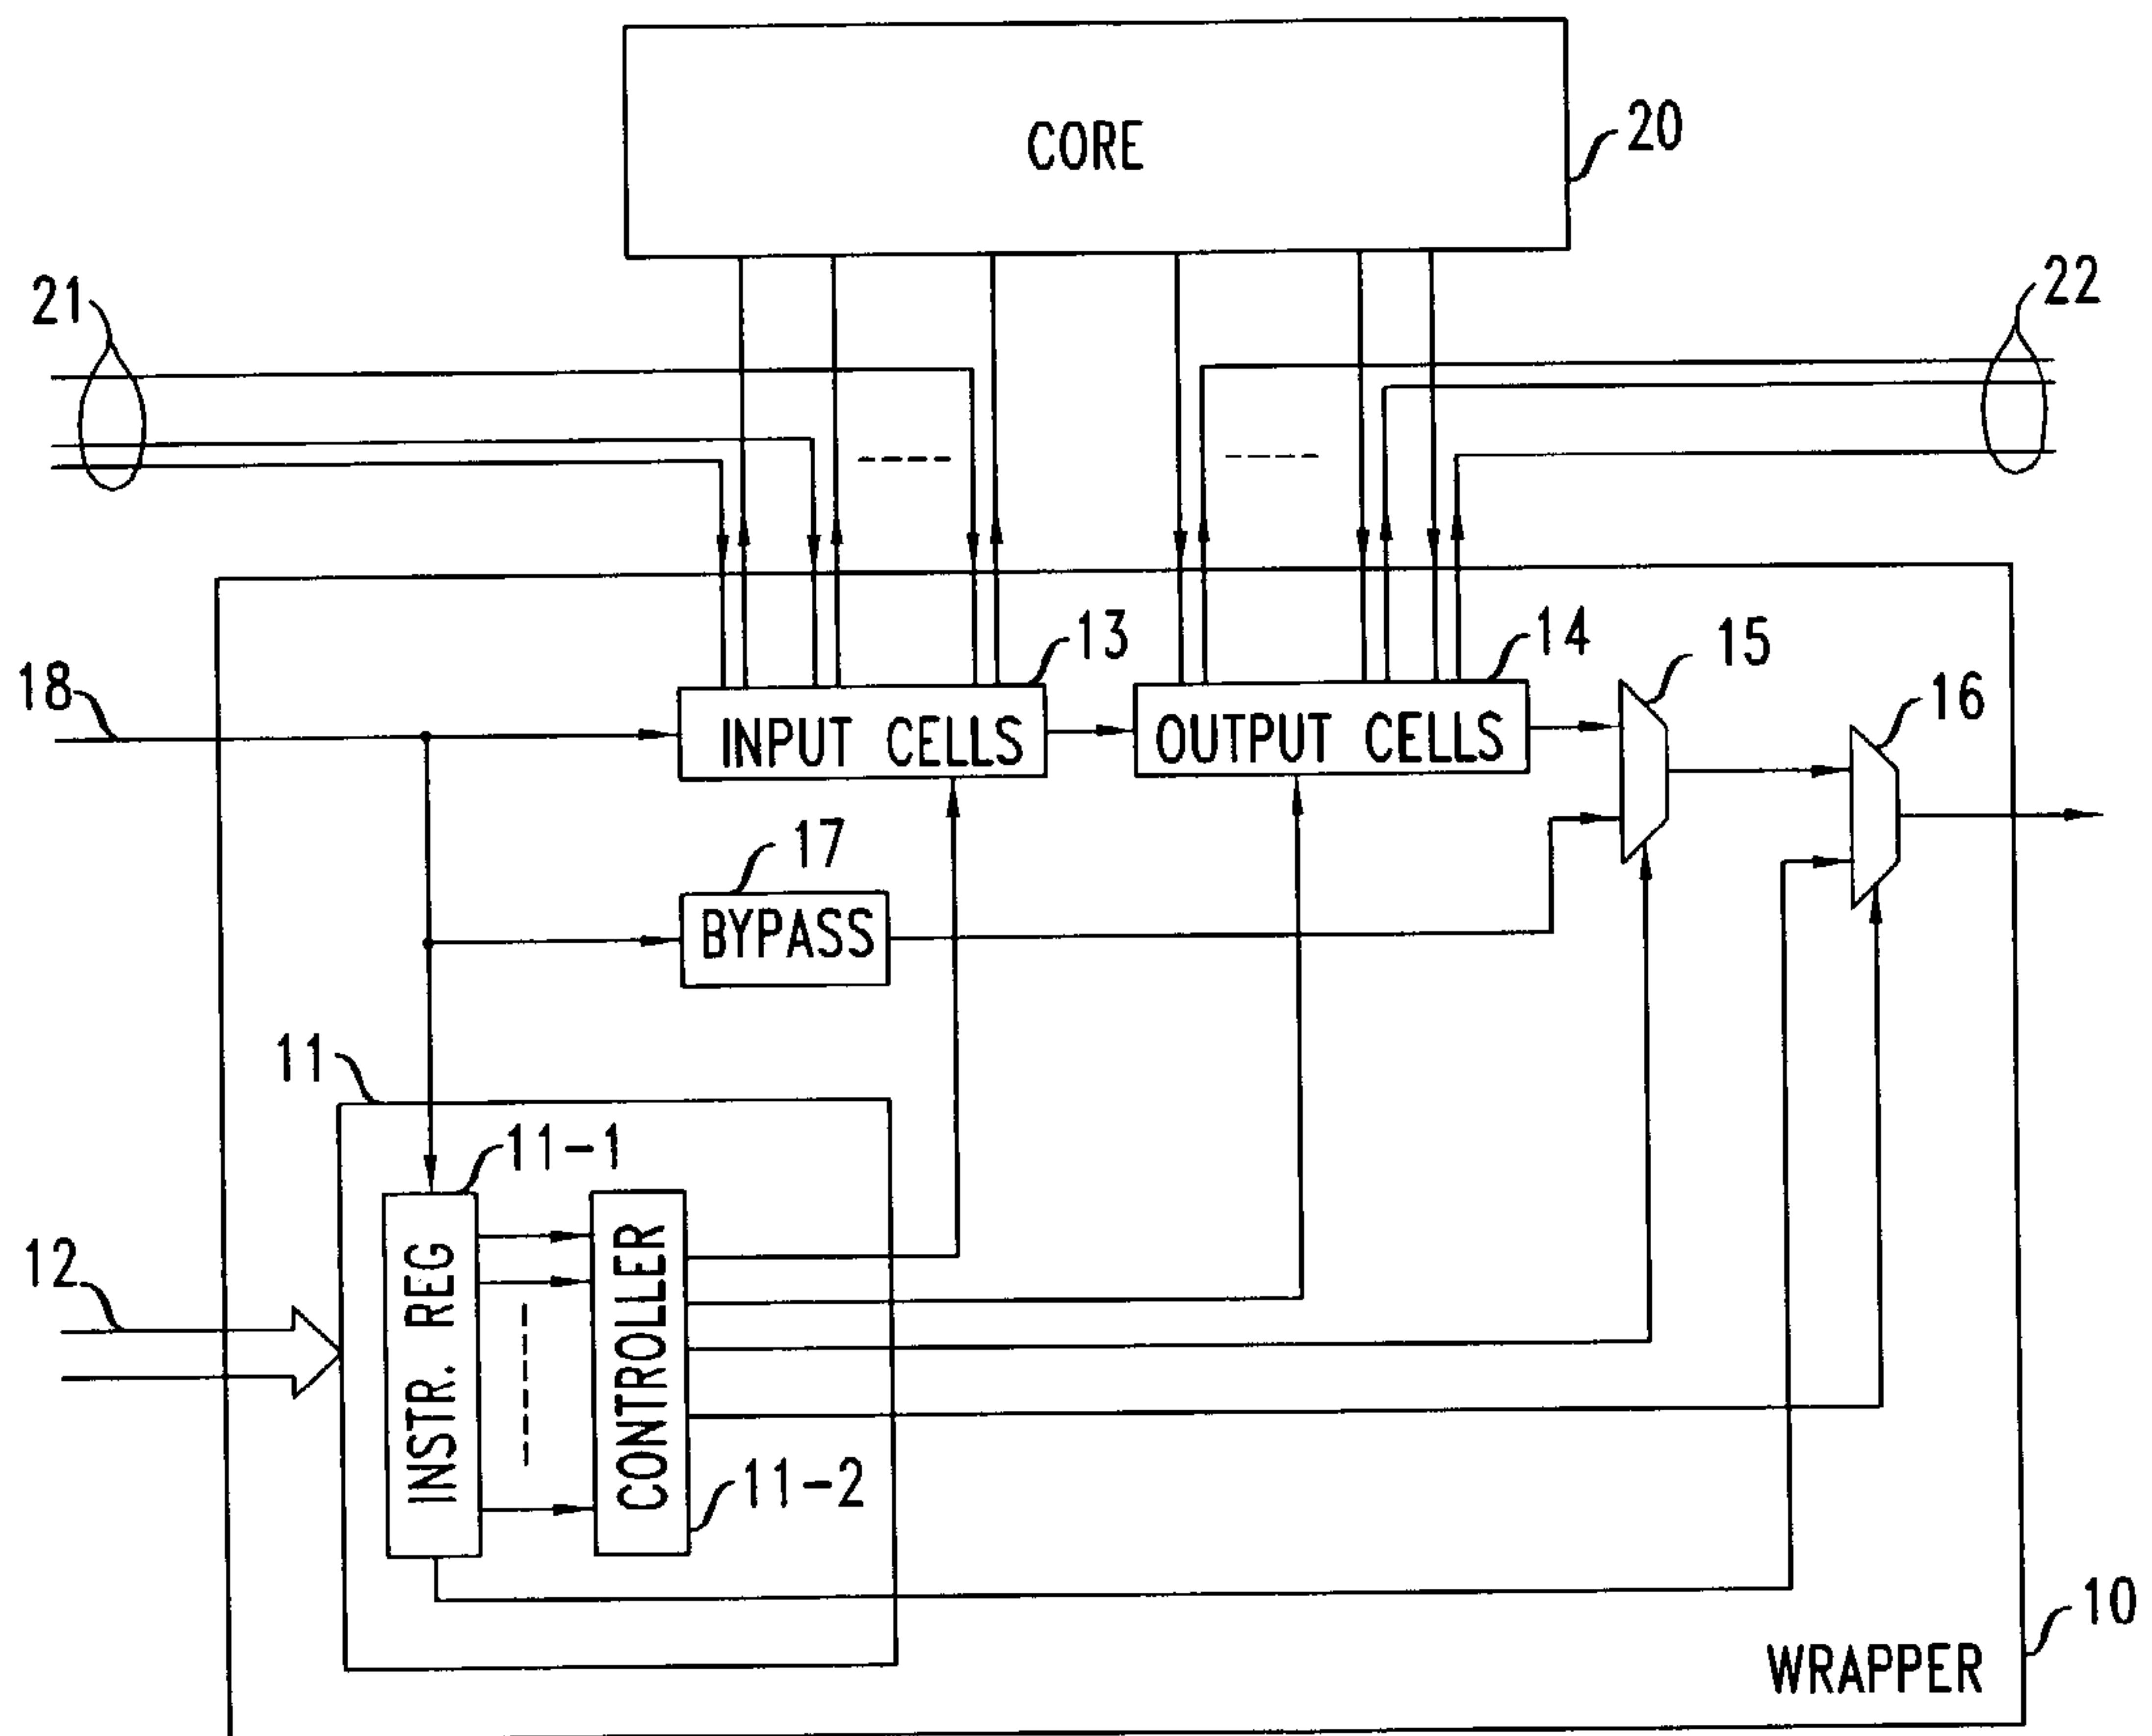 CORE
20
21
22
13
14
15
16
18
INPUT CELLS
OUTPUT CELLS
17
BYPASS
11
11-1
12
INSTR. REG
CONTROLLER
11-2
10
WRAPPER